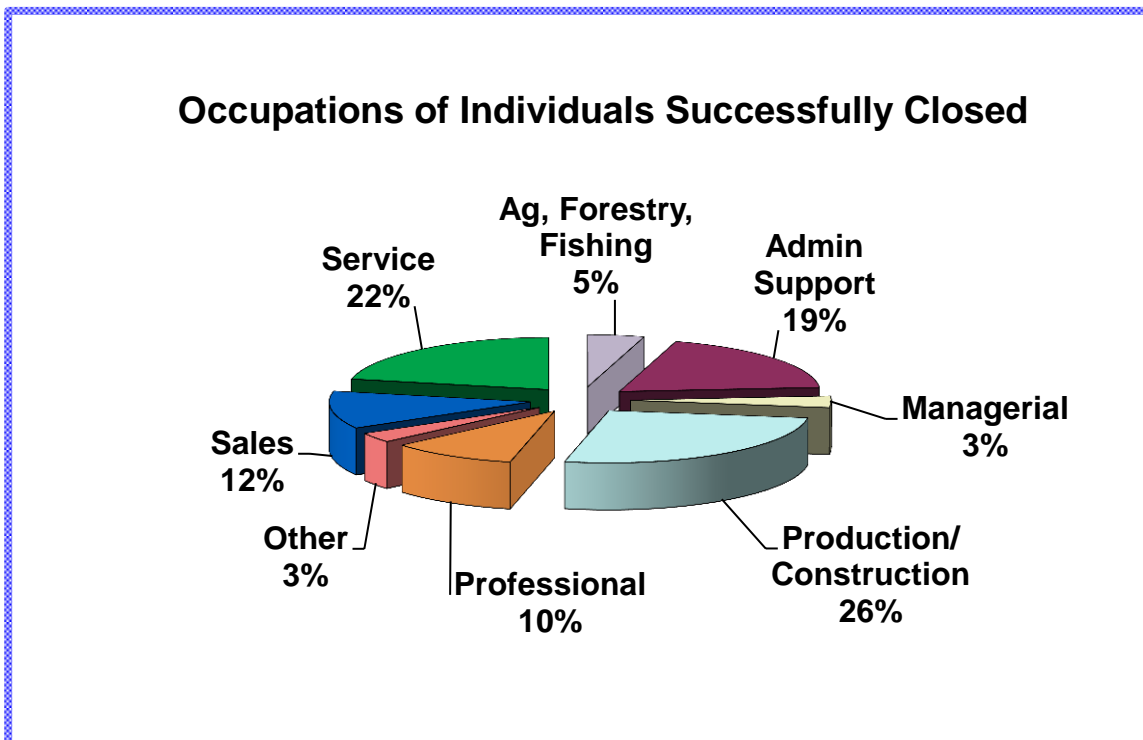 Occupations of Individuals Successfully Closed
Ag, Forestry,
Fishing
5%
Admin
Support
19%
Managerial
3%
Production/
Construction
26%
Professional
10%
Other
3%
Sales
12%
Service
22%